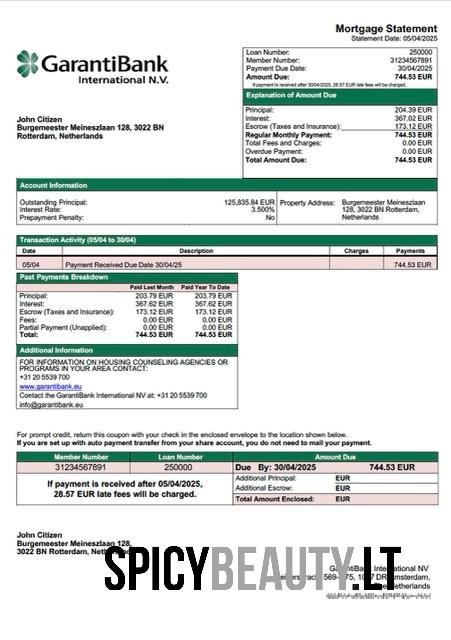 Mortgage Statement
Statement Date: 05/04/2025
GarantiBank
International N.V.
Loan Number: 250000
Member Number: 31234567891
Payment Due Date: 30/04/2025
Amount Due: 744.53 EUR
If payment is received after 30/04/2025, 28.57 EUR late fees will be charged.
Explanation of Amount Due
Principal: 204.39 EUR
Interest: 367.02 EUR
Escrow (Taxes and Insurance): 173.12 EUR
Regular Monthly Payment: 744.53 EUR
Total Fees and Charges: 0.00 EUR
Overdue Payment: 0.00 EUR
Total Amount Due: 744.53 EUR
John Citizen
Burgemeester Meineszlaan 128, 3022 BN
Rotterdam, Netherlands
Account Information
Outstanding Principal: 125,835.84 EUR
Interest Rate: 3.500%
Prepayment Penalty: No
Property Address: Burgemeester Meineszlaan
128, 3022 BN Rotterdam,
Netherlands
Transaction Activity (05/04 to 30/04)
Date Description Charges Payments
05/04 Payment Received Due Date 30/04/25 744.53 EUR
Past Payments Breakdown
Paid Last Month Paid Year To Date
Principal: 203.79 EUR 203.79 EUR
Interest: 367.62 EUR 367.62 EUR
Escrow (Taxes and Insurance): 173.12 EUR 173.12 EUR
Fees: 0.00 EUR 0.00 EUR
Partial Payment (Unapplied): 0.00 EUR 0.00 EUR
Total: 744.53 EUR 744.53 EUR
Additional Information
FOR INFORMATION ON HOUSING COUNSELING AGENCIES OR
PROGRAMS IN YOUR AREA CONTACT:
+31 20 5539 700
www.garantibank.eu
Contact the GarantiBank International NV at: +31 20 5539 700
info@garantibank.eu
For prompt credit, return this coupon with your check in the enclosed envelope to the location shown below.
If you are set up with auto payment transfer from your share account, you do not need to mail your payment.
Member Number Loan Number Amount Due
31234567891 250000 Due By: 30/04/2025 744.53 EUR
If payment is received after 05/04/2025,
28.57 EUR late fees will be charged.
Additional Principal: EUR
Additional Escrow: EUR
Total Amount Enclosed: EUR
John Citizen
Burgemeester Meineszlaan 128,
3022 BN Rotterdam,
SPICYBEAUTY.LT
GarantiBank International NV